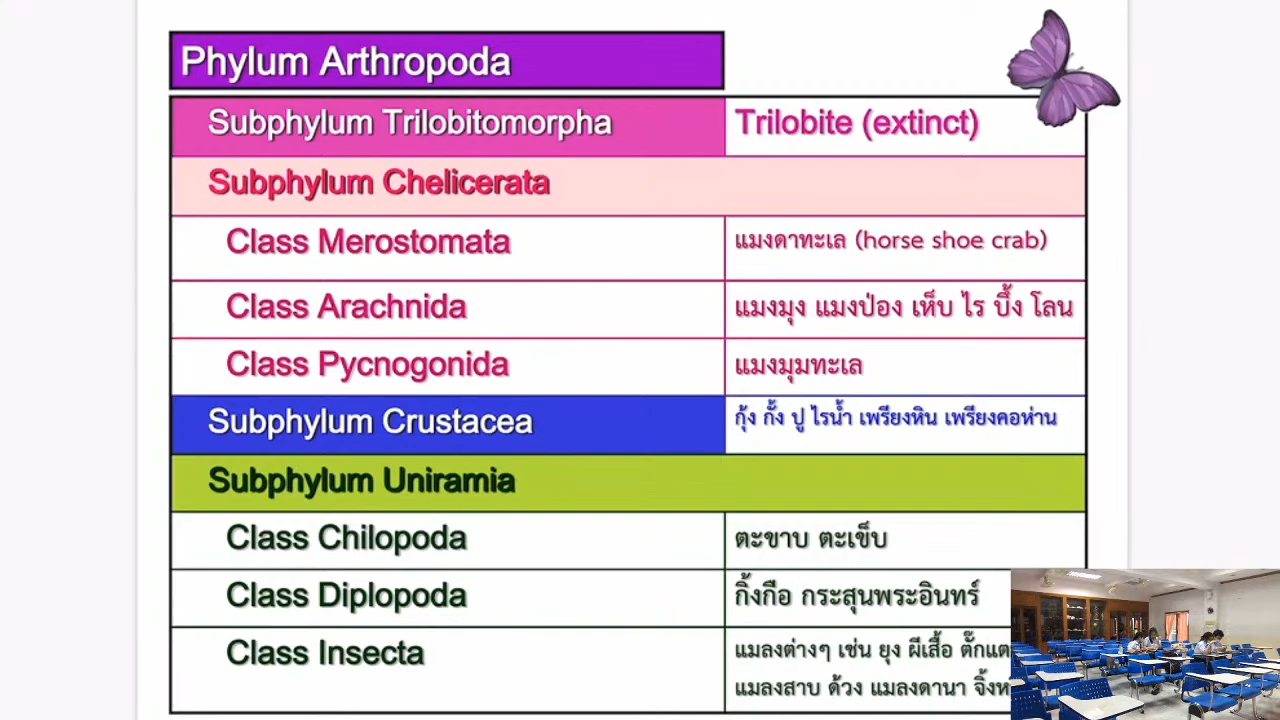 Phylum Arthropoda
Subphylum Trilobitomorpha Trilobite (extinct)
Subphylum Chelicerata
Class Merostomata แมงดาทะเล (horse shoe crab)
Class Arachnida แมงมุง แมงป่อง เห็บ ไร บึ้ง โลน
Class Pycnogonida แมงมุมทะเล
Subphylum Crustacea กุ้ง กั้ง ปู ไรน้ำ เพรียงหิน เพรียงคอห่าน
Subphylum Uniramia
Class Chilopoda ตะขาบ ตะเข็บ
Class Diplopoda กิ้งกือ กระสุนพระอินทร์
Class Insecta แมลงต่างๆ เช่น ยุง ผีเสื้อ
แมลงสาบ ด้วง แมลงดานา